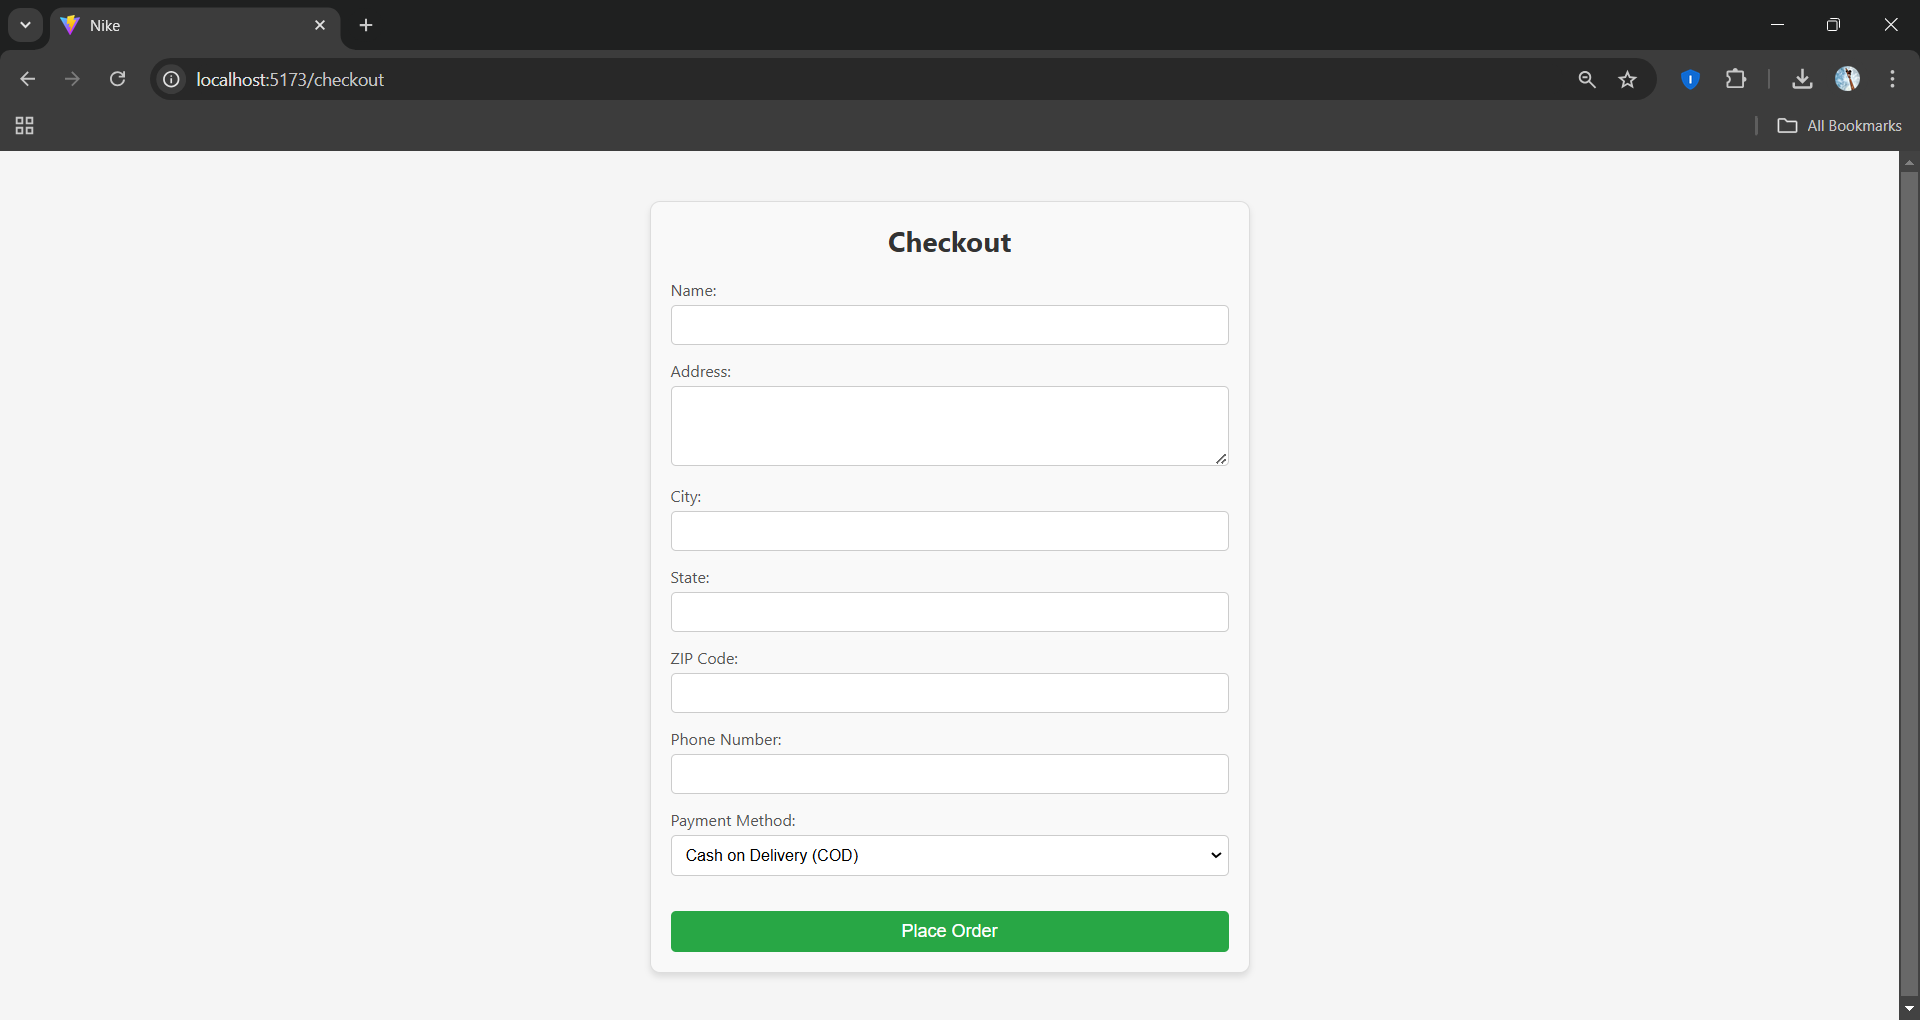 Nike
localhost:5173/checkout
All Bookmarks
Checkout
Name:
Address:
City:
State:
ZIP Code:
Phone Number:
Payment Method:
Cash on Delivery (COD)
Place Order